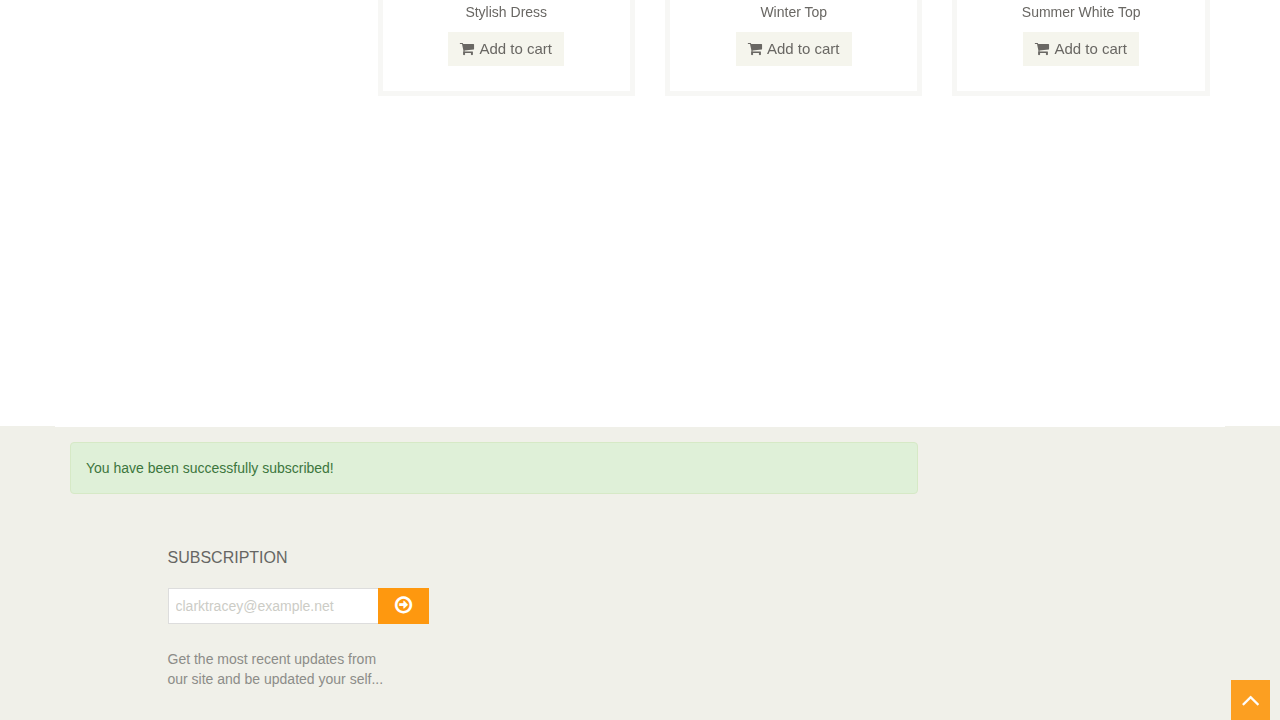 Stylish Dress
Winter Top
Summer White Top
Add to cart
Add to cart
Add to cart
You have been successfully subscribed!
SUBSCRIPTION
clarktracey@example.net
Get the most recent updates from
our site and be updated your self...